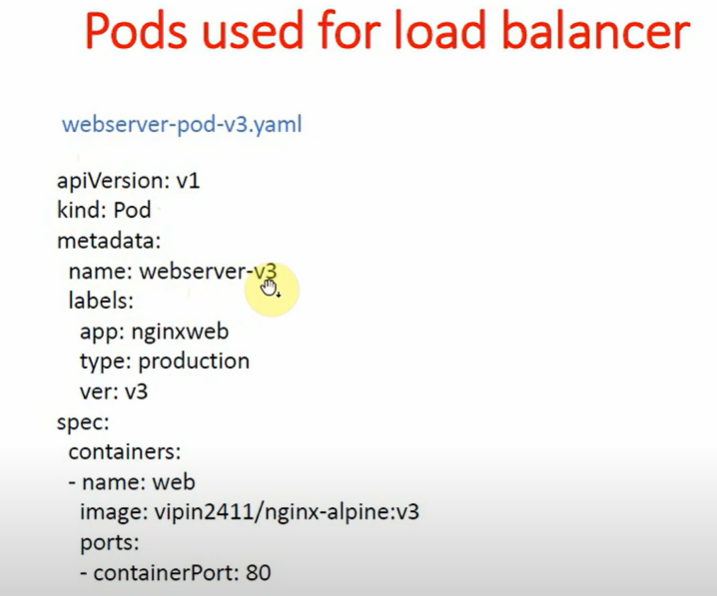 Pods used for load balancer
webserver-pod-v3.yaml
apiVersion: v1
kind: Pod
metadata:
  name: webserver-v3
  labels:
    app: nginxweb
    type: production
    ver: v3
spec:
  containers:
  - name: web
    image: vipin2411/nginx-alpine:v3
    ports:
    - containerPort: 80